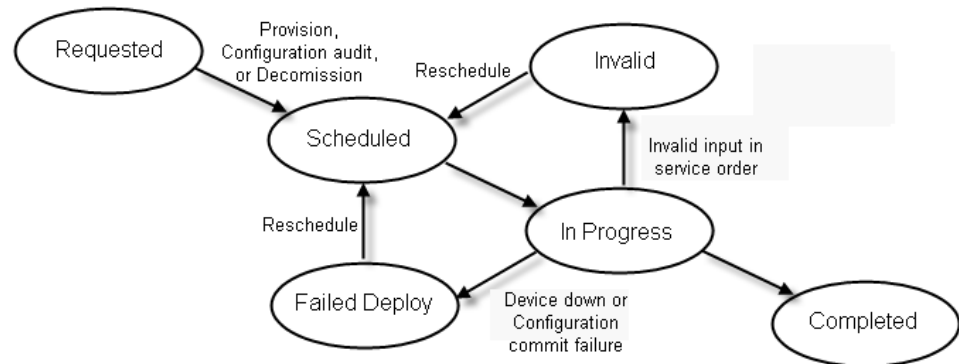 Requested
Provision,
Configuration audit,
or Decomission
Reschedule
Invalid
Scheduled
Invalid input in
service order
Reschedule
In Progress
Failed Deploy
Device down or
Configuration
commit failure
Completed